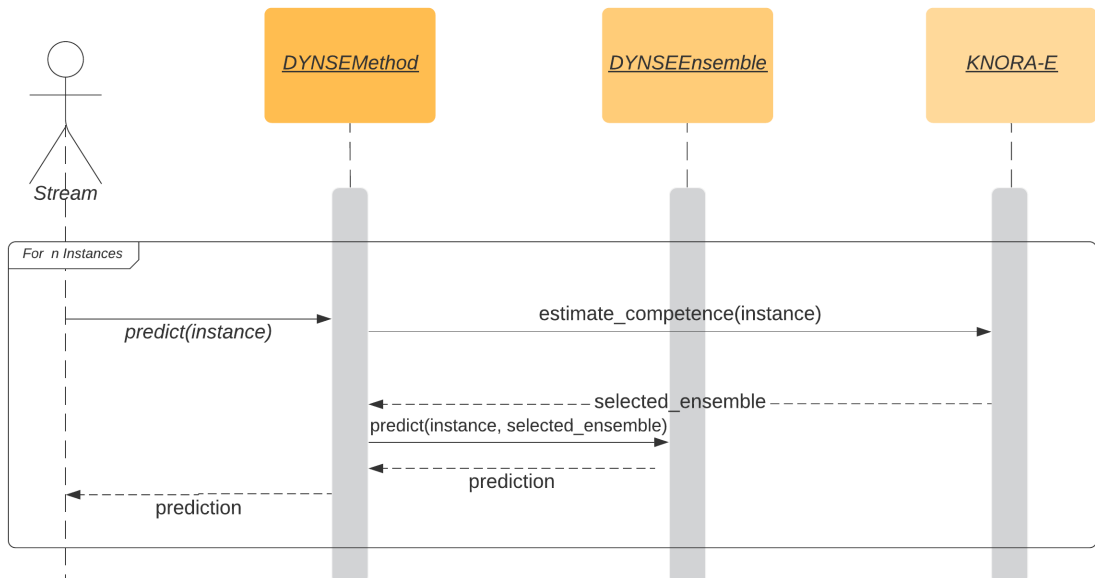 DYNSEMethod
DYNSEEnsemble
KNORA-E
Stream
For n Instances
predict(instance)
estimate_competence(instance)
selected_ensemble
predict(instance, selected_ensemble)
prediction
prediction